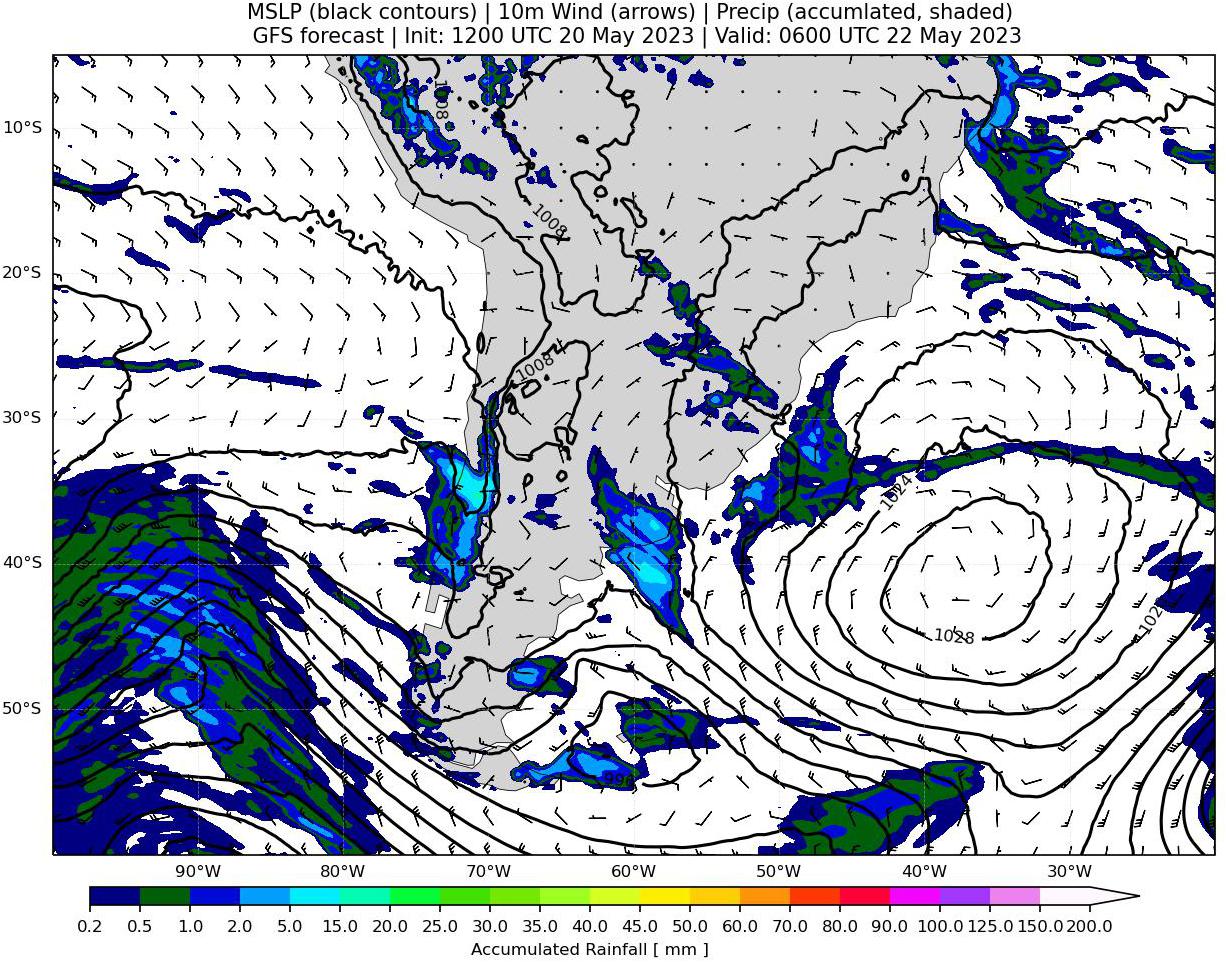 MSLP (black contours) | 10m Wind (arrows) | Precip (accumlated, shaded)
GFS forecast | Init: 1200 UTC 20 May 2023 | Valid: 0600 UTC 22 May 2023
1008
10°S
1008
20°S
1008
30°S
1024
40°S
1028
102
50°S
996
90°W 80°W 70°W 60°W 50°W 40°W 30°W
0.2 0.5 1.0 2.0 5.0 10.0 15.0 20.0 25.0 30.0 35.0 40.0 45.0 50.0 60.0 70.0 80.0 90.0 100.0 125.0 150.0 200.0
Accumulated Rainfall [ mm ]